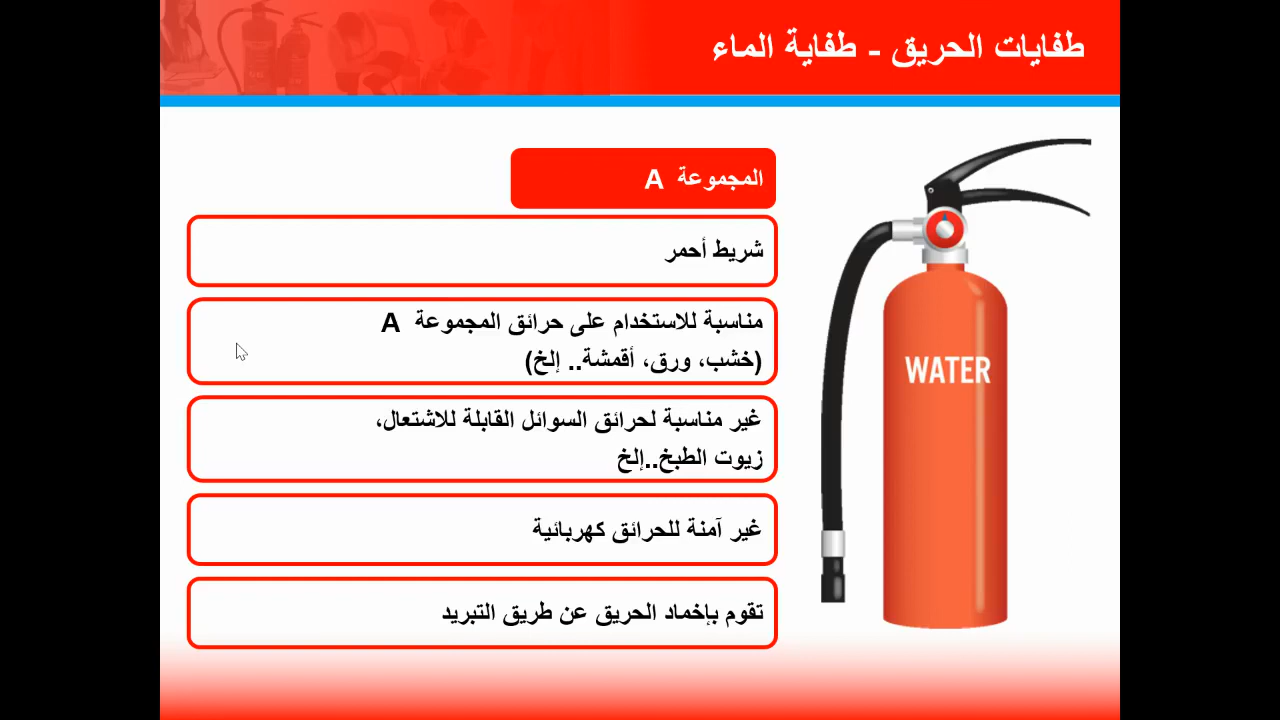 طفايات الحريق - طفاية الماء
المجموعة A
شريط أحمر
مناسبة للاستخدام على حرائق المجموعة A
(خشب، ورق، أقمشة.. إلخ)
غير مناسبة لحرائق السوائل القابلة للاشتعال،
زيوت الطبخ..إلخ
غير آمنة للحرائق كهربائية
تقوم بإخماد الحريق عن طريق التبريد
WATER